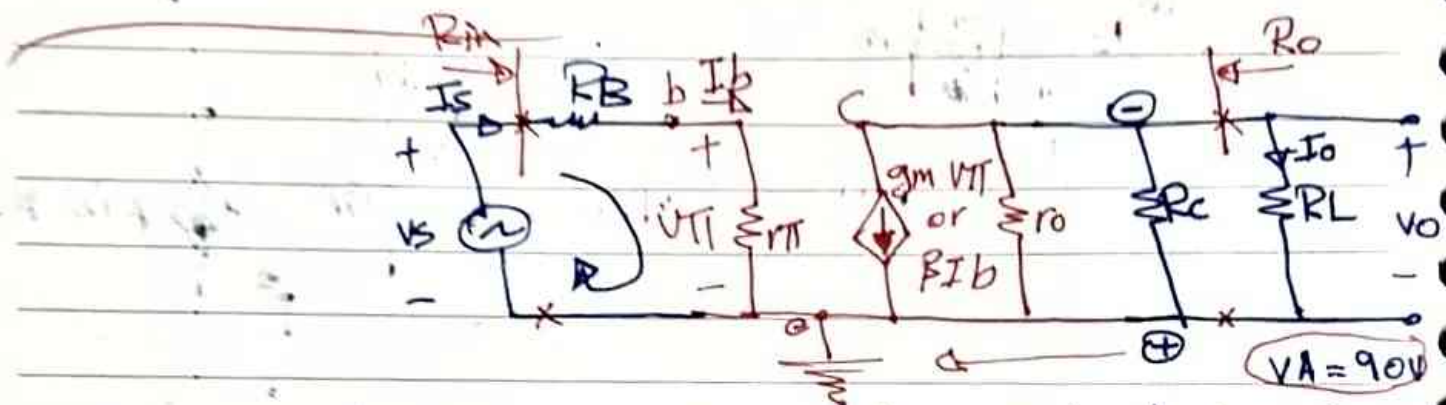 Rin
Ro
Is
RB
b
Ib
C
-
+
+
Io
+
gm Vπ
vs
Vπ
rπ
or
ro
Rc
RL
vo
βIb
-
-
-
e
+
VA = 90V